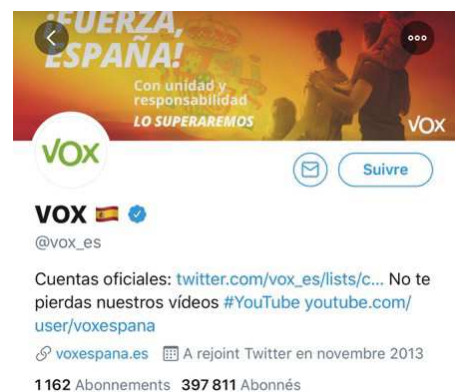 ¡FUERZA,
ESPAÑA!
Con unidad y
responsabilidad
LO SUPERAREMOS
VOX
VOX
Suivre
VOX
@vox_es
Cuentas oficiales: twitter.com/vox_es/lists/c... No te
pierdas nuestros vídeos #YouTube youtube.com/
user/voxespana
voxespana.es A rejoint Twitter en novembre 2013
1 162 Abonnements 397 811 Abonnés